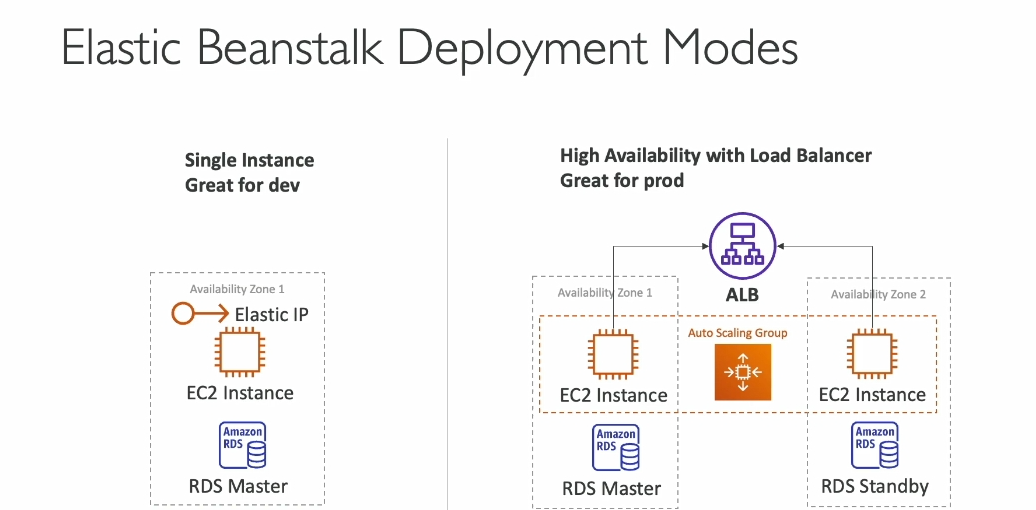 Elastic Beanstalk Deployment Modes
Single Instance
Great for dev
Availability Zone 1
Elastic IP
EC2 Instance
Amazon
RDS
RDS Master
High Availability with Load Balancer
Great for prod
ALB
Availability Zone 1
Availability Zone 2
Auto Scaling Group
EC2 Instance
EC2 Instance
Amazon
RDS
RDS Master
Amazon
RDS
RDS Standby